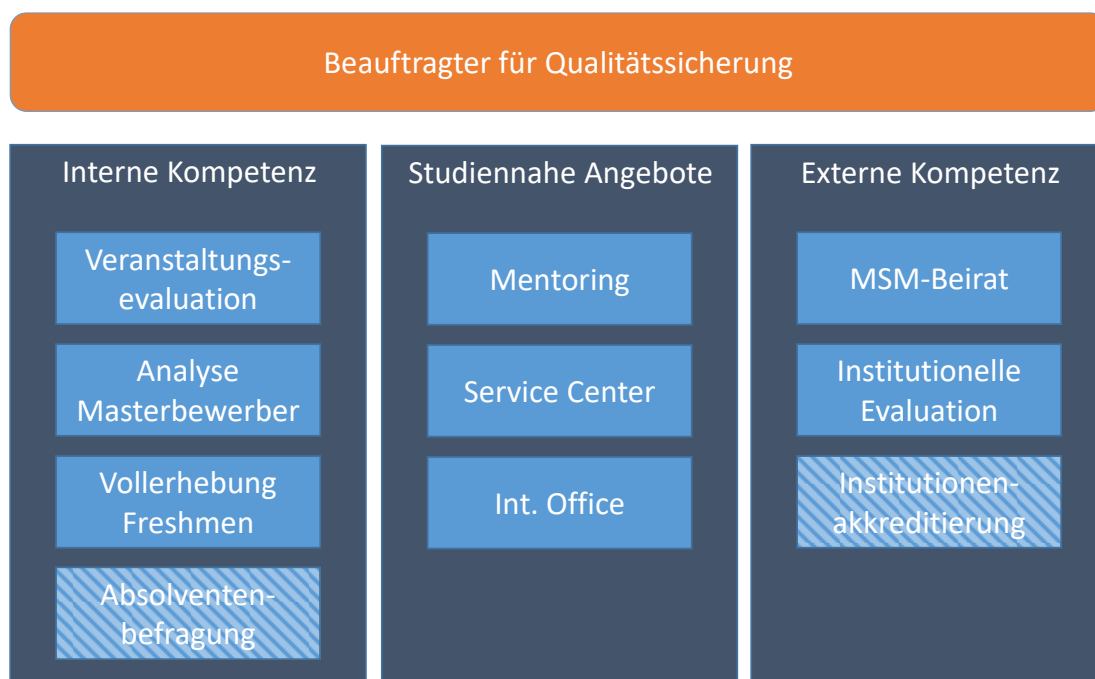 Beauftragter für Qualitätssicherung
Interne Kompetenz
Veranstaltungs-
evaluation
Analyse
Masterbewerber
Vollerhebung
Freshmen
Absolventen-
befragung
Studiennahe Angebote
Mentoring
Service Center
Int. Office
Externe Kompetenz
MSM-Beirat
Institutionelle
Evaluation
Institutionen-
akkreditierung